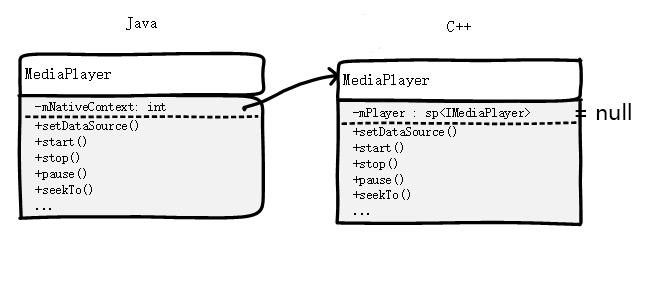 Java
C++
MediaPlayer
-mNativeContext: int
+setDataSource()
+start()
+stop()
+pause()
+seekTo()
...
MediaPlayer
-mPlayer : sp<IMediaPlayer> = null
+setDataSource()
+start()
+stop()
+pause()
+seekTo()
...